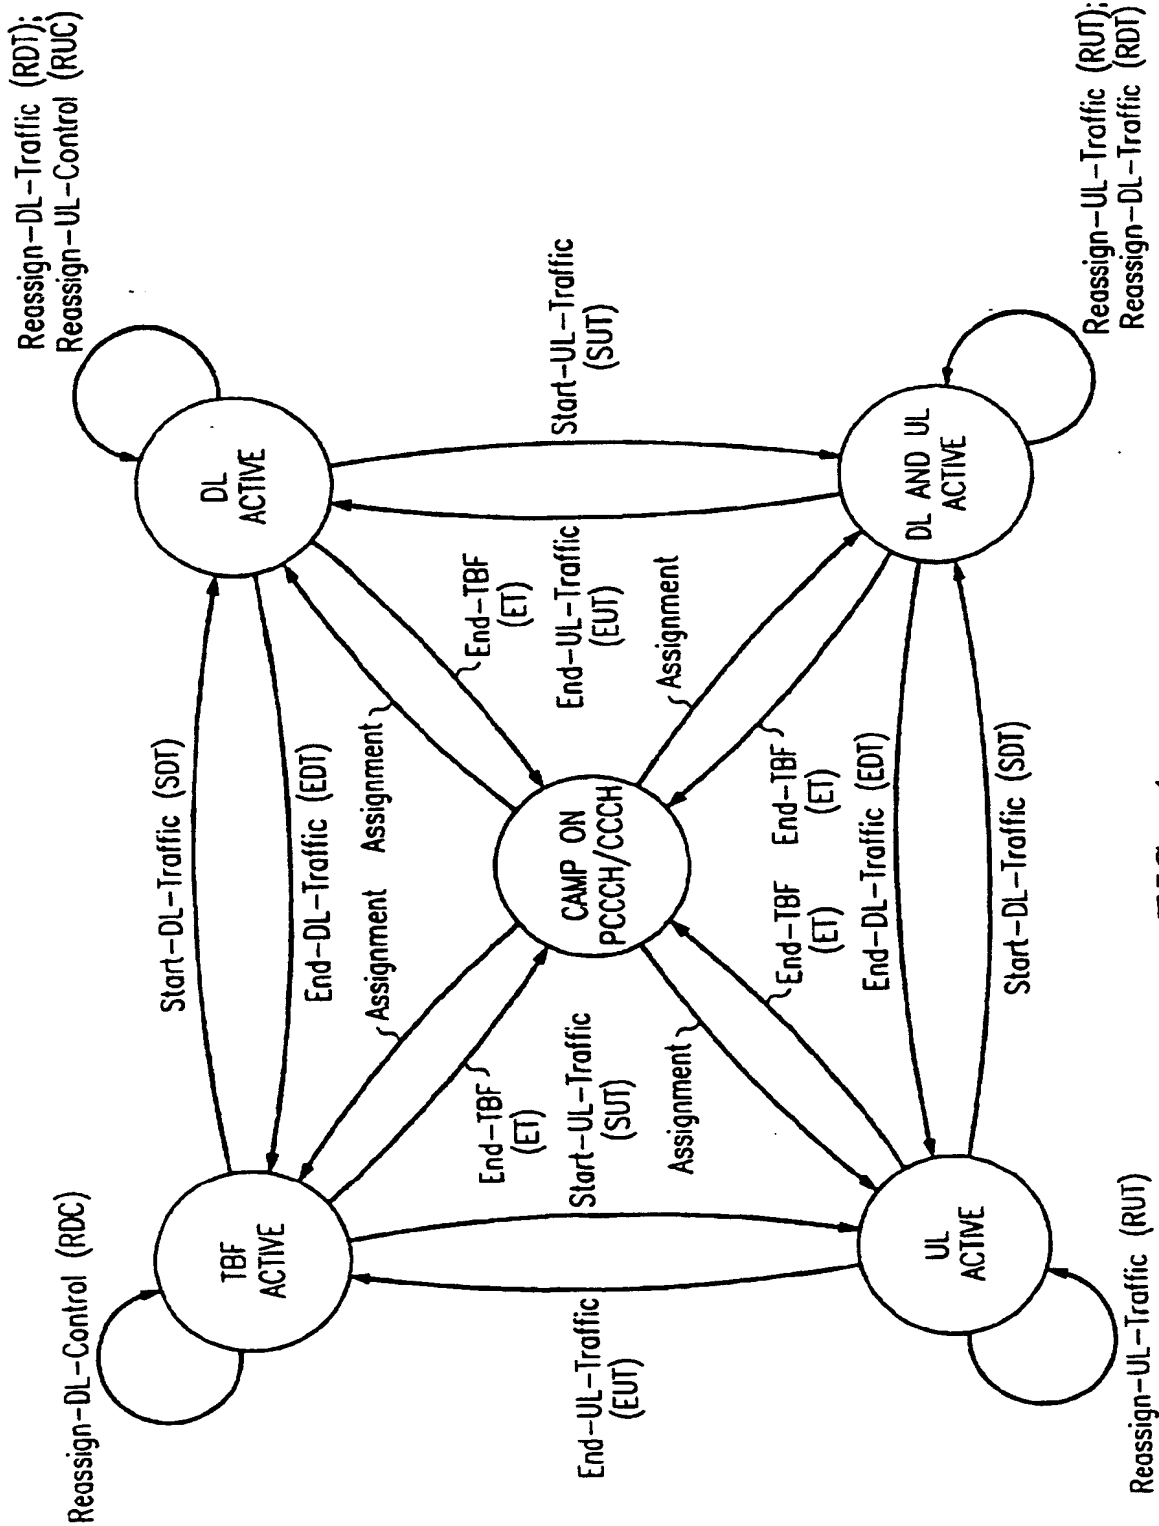 Reassign-DL-Control (RDC)
Reassign-DL-Traffic (RDT);
Reassign-UL-Control (RUC)
Start-DL-Traffic (SDT)
TBF
ACTIVE
DL
ACTIVE
End-DL-Traffic (EDT)
Assignment
Assignment
End-TBF
(ET)
End-TBF
(ET)
End-UL-Traffic
(EUT)
Start-UL-Traffic
(SUT)
End-UL-Traffic
(EUT)
Start-UL-Traffic
(SUT)
CAMP ON
PCCCH/CCCH
Assignment
Assignment
End-TBF
(ET)
End-TBF
(ET)
End-DL-Traffic (EDT)
UL
ACTIVE
DL AND UL
ACTIVE
Start-DL-Traffic (SDT)
Reassign-UL-Traffic (RUT)
Reassign-UL-Traffic (RUT);
Reassign-DL-Traffic (RDT)